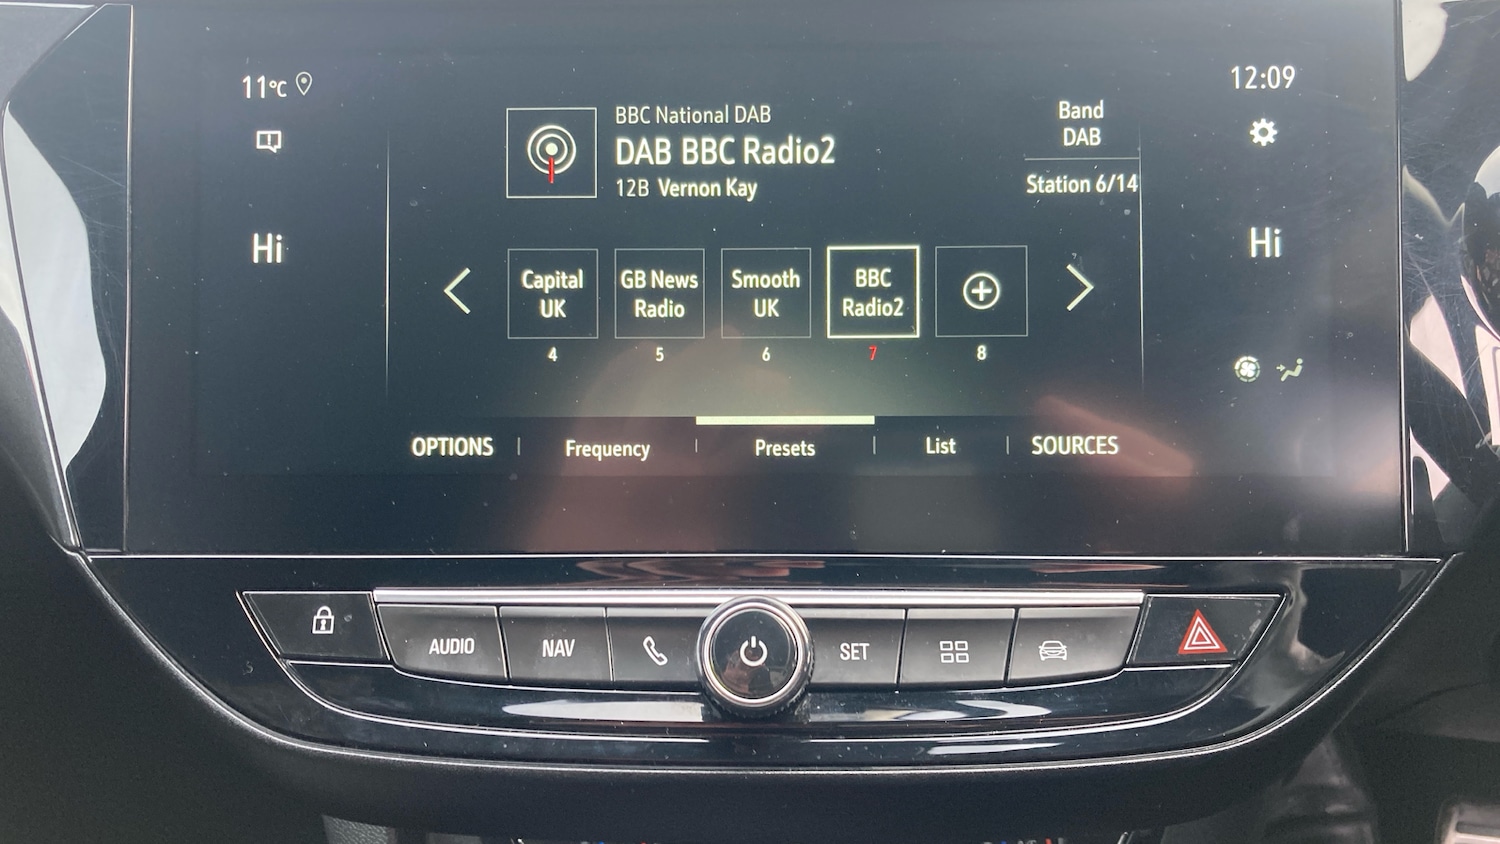 11°C
12:09
BBC National DAB
DAB BBC Radio2
12B Vernon Kay
Band
DAB
Station 6/14
Hi
Hi
Capital
UK
GB News
Radio
Smooth
UK
BBC
Radio2
4
5
6
7
8
OPTIONS
Frequency
Presets
List
SOURCES
AUDIO
NAV
SET